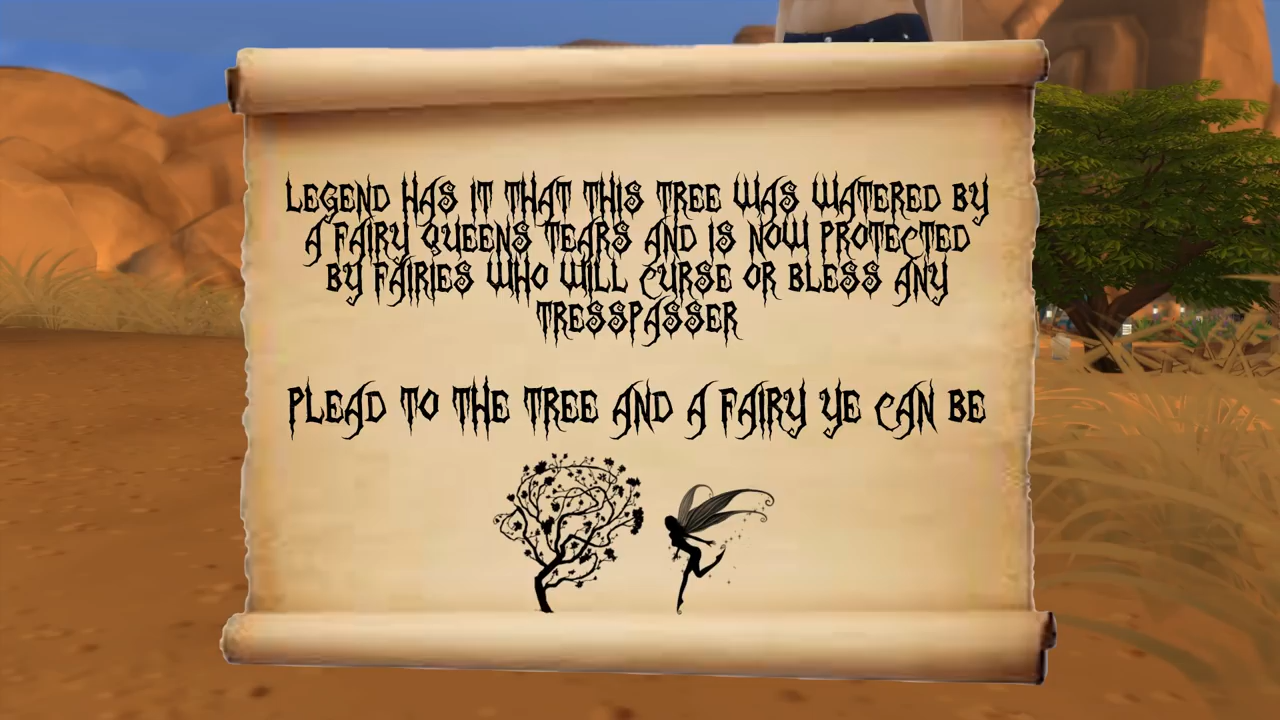 LEGEND HAS IT THAT THIS TREE WAS WATERED BY
A FAIRY QUEENS TEARS AND IS NOW PROTECTED
BY FAIRIES WHO WILL CURSE OR BLESS ANY
TRESSPASSER
PLEAD TO THE TREE AND A FAIRY YE CAN BE